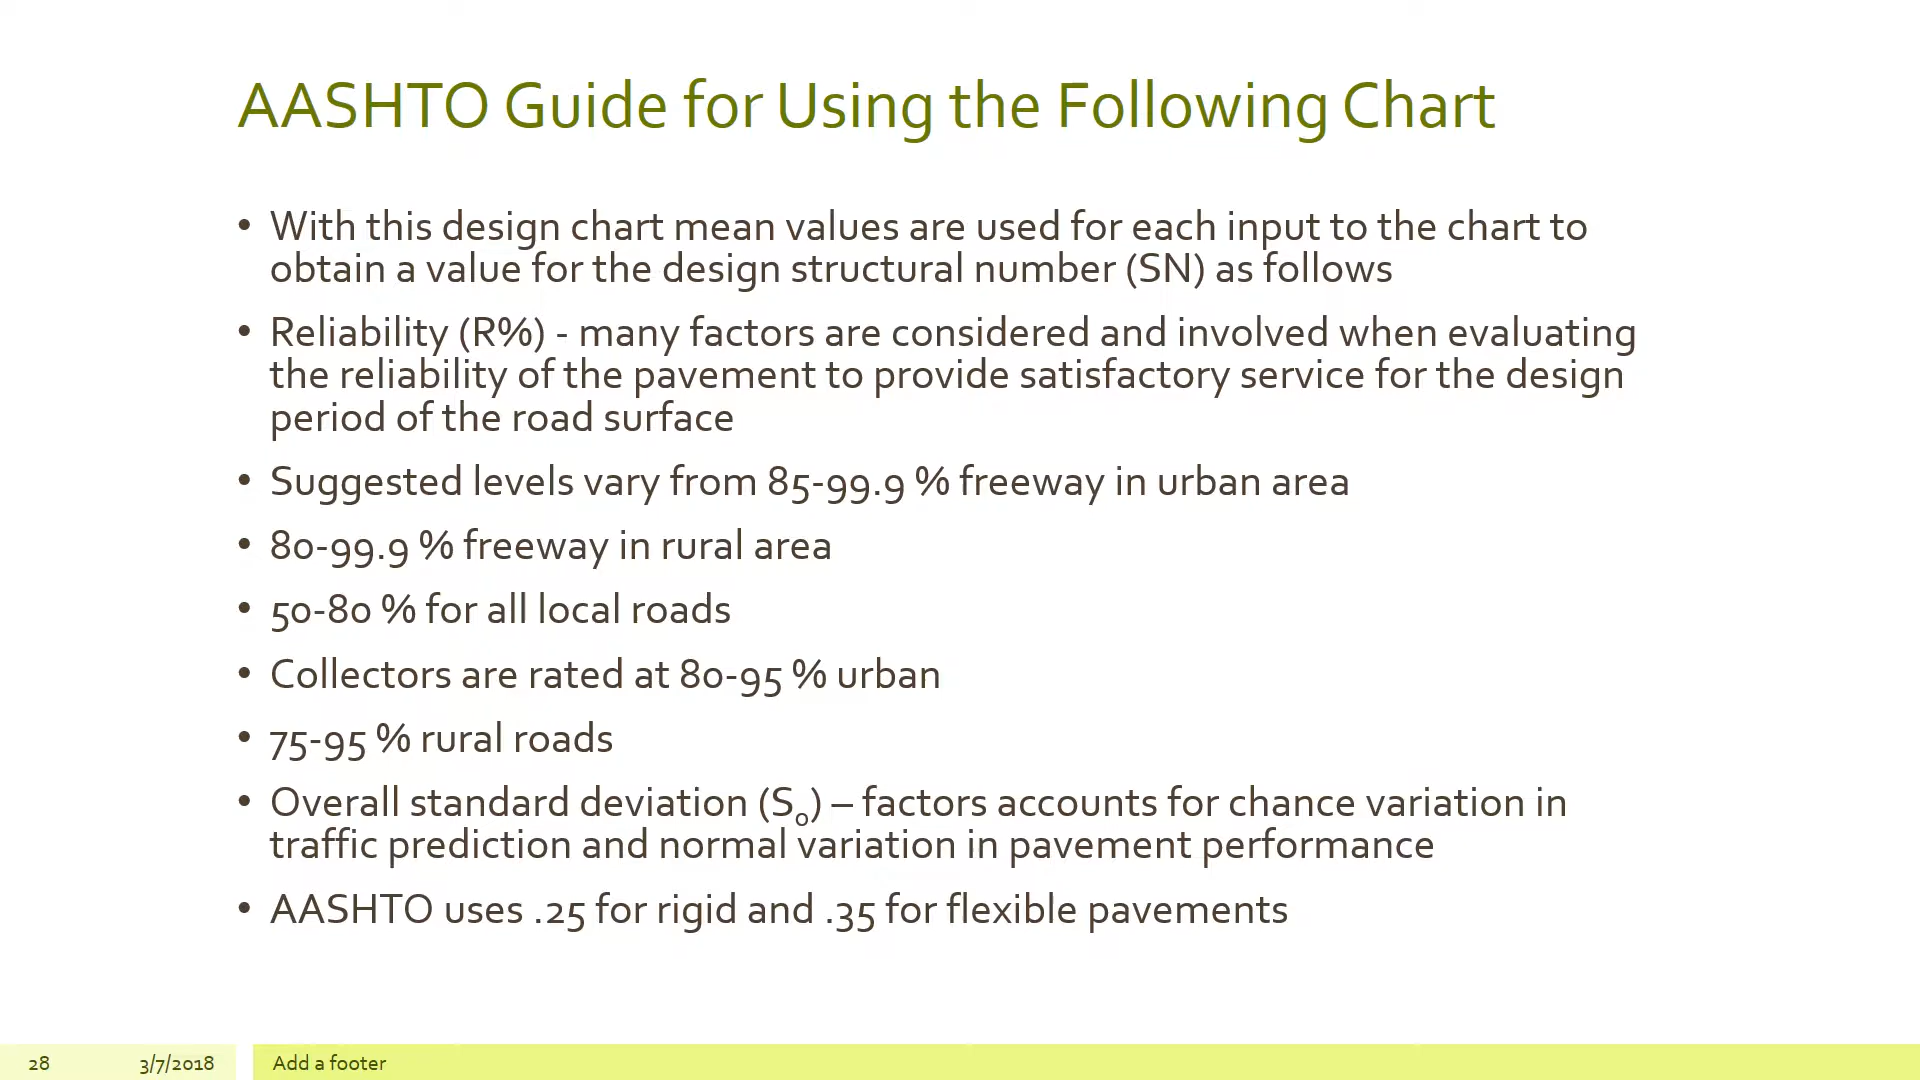 AASHTO Guide for Using the Following Chart
• With this design chart mean values are used for each input to the chart to
obtain a value for the design structural number (SN) as follows
• Reliability (R%) - many factors are considered and involved when evaluating
the reliability of the pavement to provide satisfactory service for the design
period of the road surface
• Suggested levels vary from 85-99.9 % freeway in urban area
• 80-99.9 % freeway in rural area
• 50-80 % for all local roads
• Collectors are rated at 80-95 % urban
• 75-95 % rural roads
• Overall standard deviation (S₀) – factors accounts for chance variation in
traffic prediction and normal variation in pavement performance
• AASHTO uses .25 for rigid and .35 for flexible pavements
28 3/7/2018 Add a footer